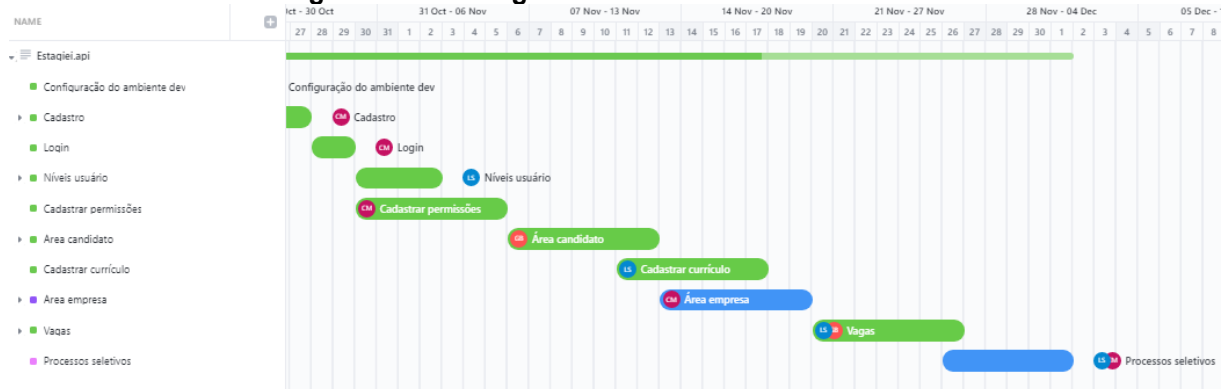 Oct - 30 Oct 31 Oct - 06 Nov 07 Nov - 13 Nov 14 Nov - 20 Nov 21 Nov - 27 Nov 28 Nov - 04 Dec 05 Dec -
NAME
27 28 29 30 31 1 2 3 4 5 6 7 8 9 10 11 12 13 14 15 16 17 18 19 20 21 22 23 24 25 26 27 28 29 30 1 2 3 4 5 6 7 8
Estagiei.api
Configuração do ambiente dev Configuração do ambiente dev
Cadastro CM Cadastro
Login CM Login
Níveis usuário LS Níveis usuário
Cadastrar permissões CM Cadastrar permissões
Área candidato GB Área candidato
Cadastrar currículo LS Cadastrar currículo
Área empresa CM Área empresa
Vagas LS GB Vagas
Processos seletivos LS CM Processos seletivos